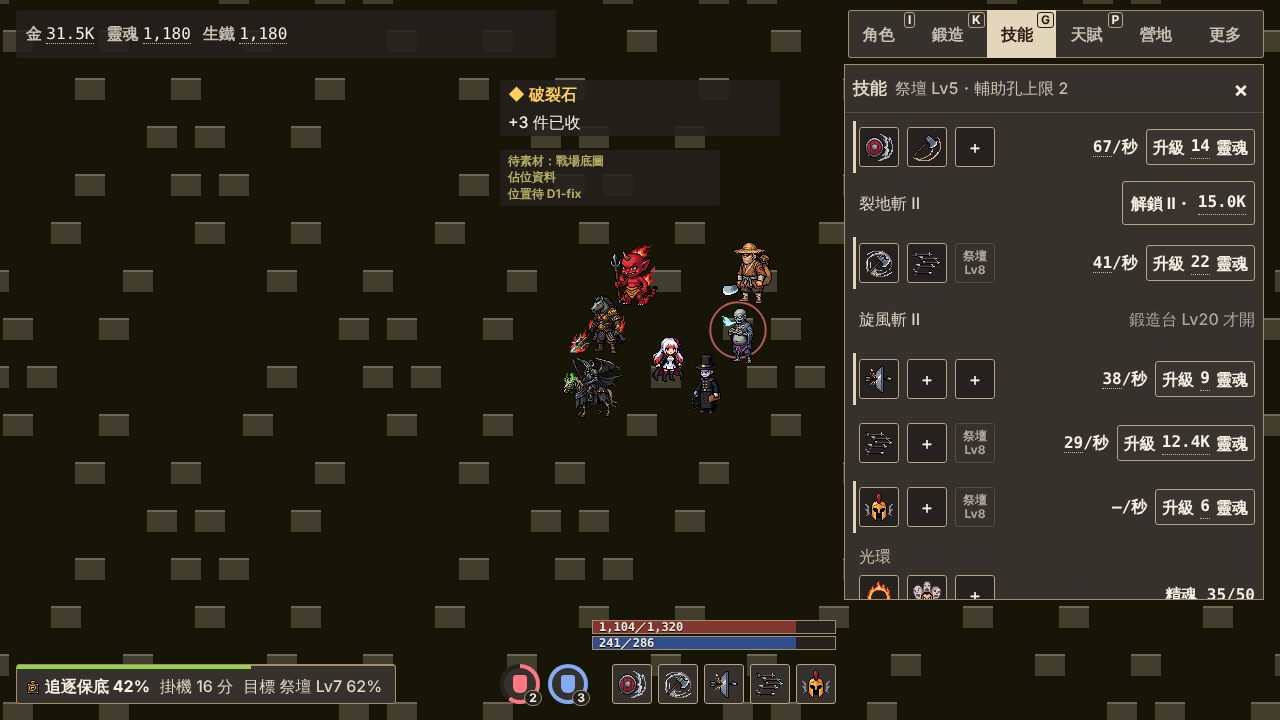 金 31.5K 靈魂 1,180 生鐵 1,180
角色 I 鍛造 K 技能 G 天賦 P 營地 更多
◆ 破裂石
+3 件已收
待素材：戰場底圖
佔位資料
位置待 D1-fix
技能 祭壇 Lv5・輔助孔上限 2 ×
+ 67/秒 升級 14 靈魂
裂地斬 II 解鎖 II・ 15.0K
祭壇 Lv8 41/秒 升級 22 靈魂
旋風斬 II 鍛造台 Lv20 才開
+ + 38/秒 升級 9 靈魂
+ 祭壇 Lv8 29/秒 升級 12.4K 靈魂
+ 祭壇 Lv8 —/秒 升級 6 靈魂
光環
+ 精魂 35/50
1,104／1,320
241／286
追逐保底 42% 掛機 16 分 目標 祭壇 Lv7 62%
2 3